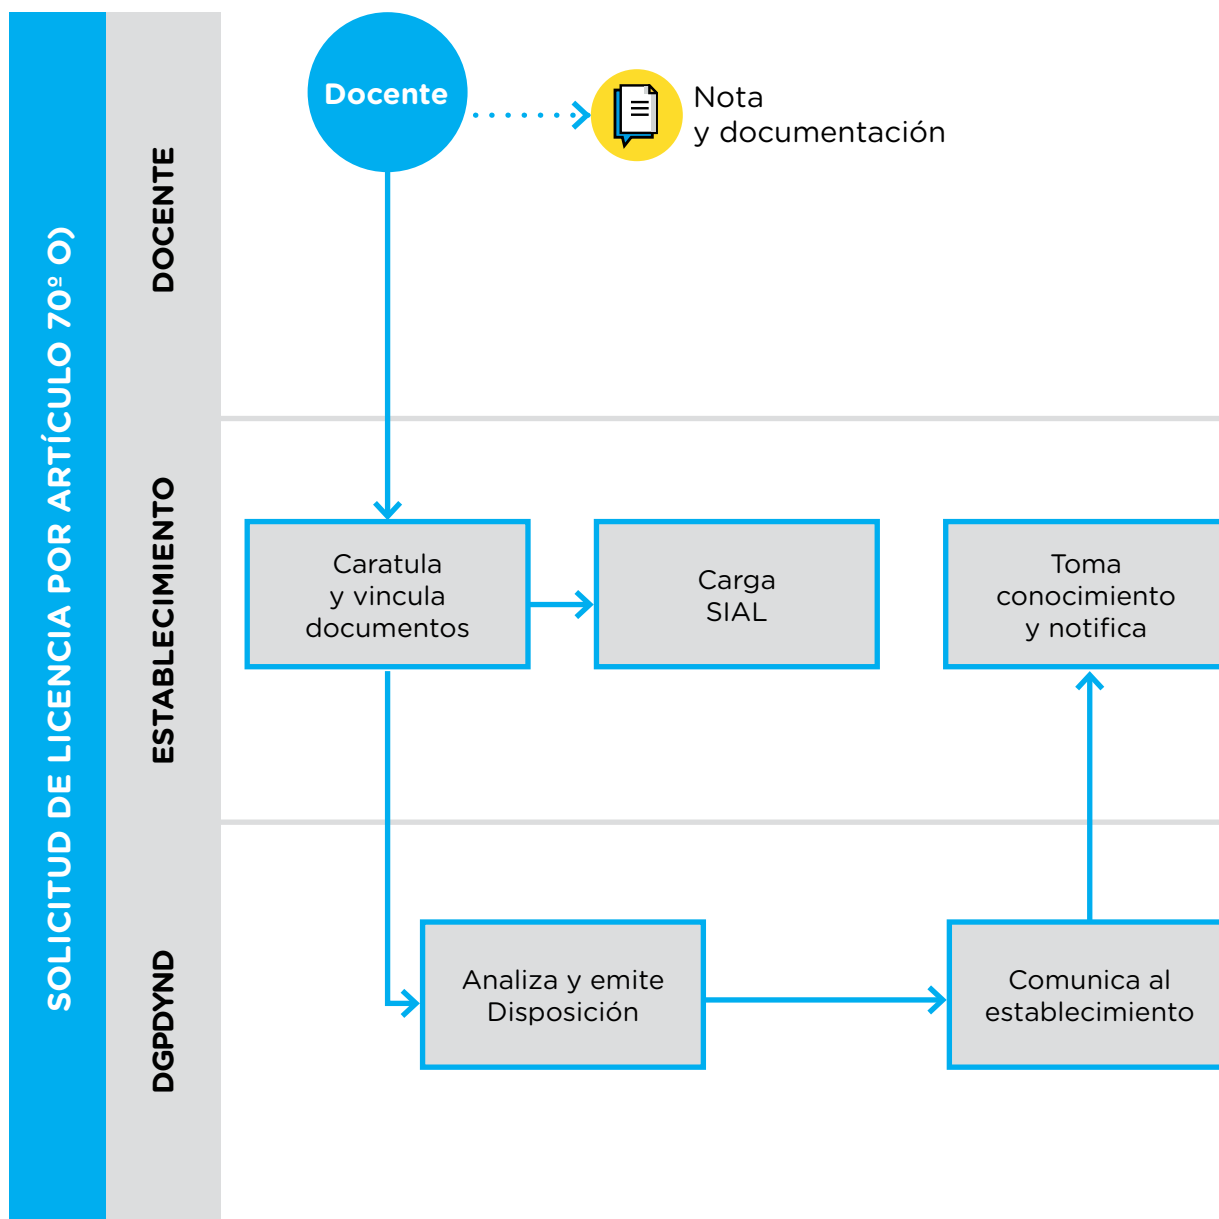 SOLICITUD DE LICENCIA POR ARTÍCULO 70º O)
DOCENTE
Docente
Nota
y documentación
ESTABLECIMIENTO
Caratula
y vincula
documentos
Carga
SIAL
Toma
conocimiento
y notifica
DGPDYND
Analiza y emite
Disposición
Comunica al
establecimiento